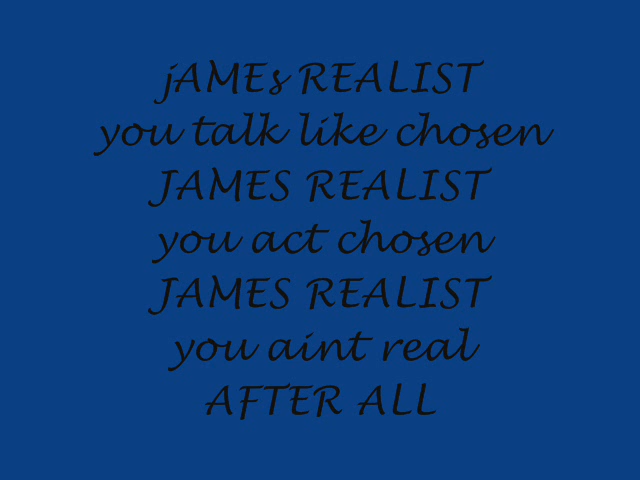 jAMEs REALIST
you talk like chosen
JAMES REALIST
you act chosen
JAMES REALIST
you aint real
AFTER ALL